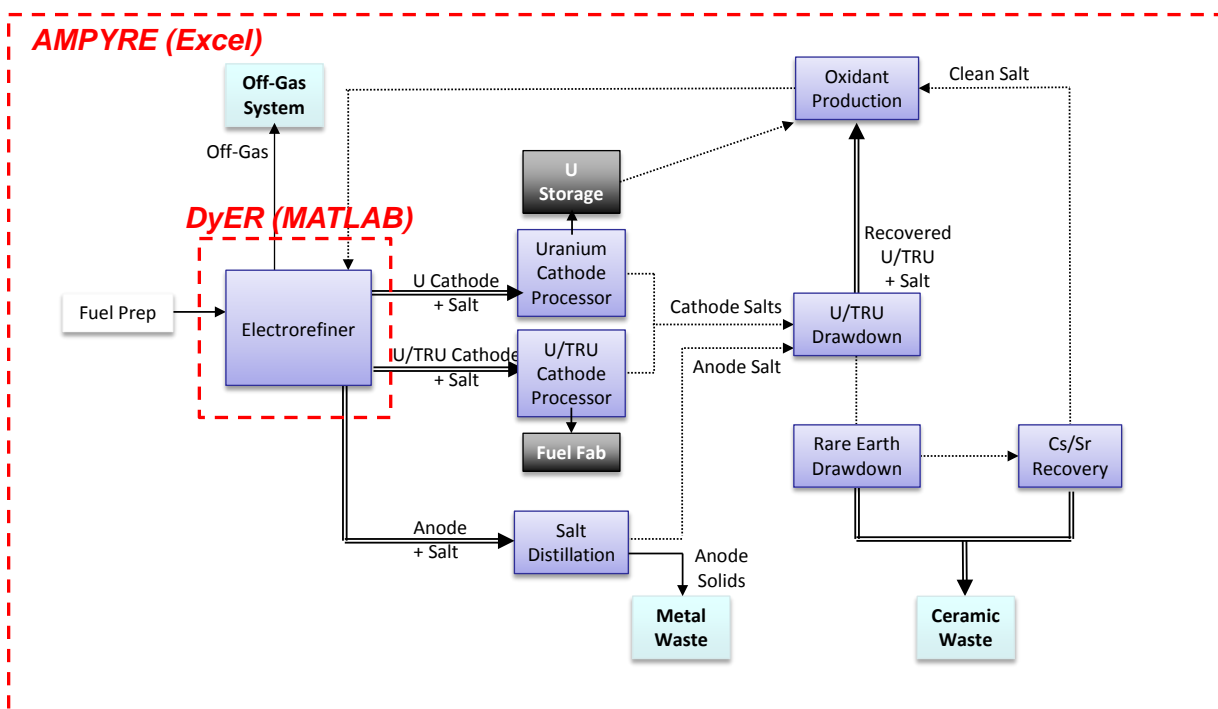 AMPYRE (Excel)
Off-Gas
System
Oxidant
Production
Clean Salt
Off-Gas
U
Storage
DyER (MATLAB)
Recovered
U/TRU
+ Salt
Uranium
Cathode
Processor
U Cathode
+ Salt
Fuel Prep
Electrorefiner
Cathode Salts
U/TRU
Drawdown
U/TRU Cathode
+ Salt
U/TRU
Cathode
Processor
Anode Salt
Fuel Fab
Rare Earth
Drawdown
Cs/Sr
Recovery
Anode
+ Salt
Salt
Distillation
Anode
Solids
Metal
Waste
Ceramic
Waste